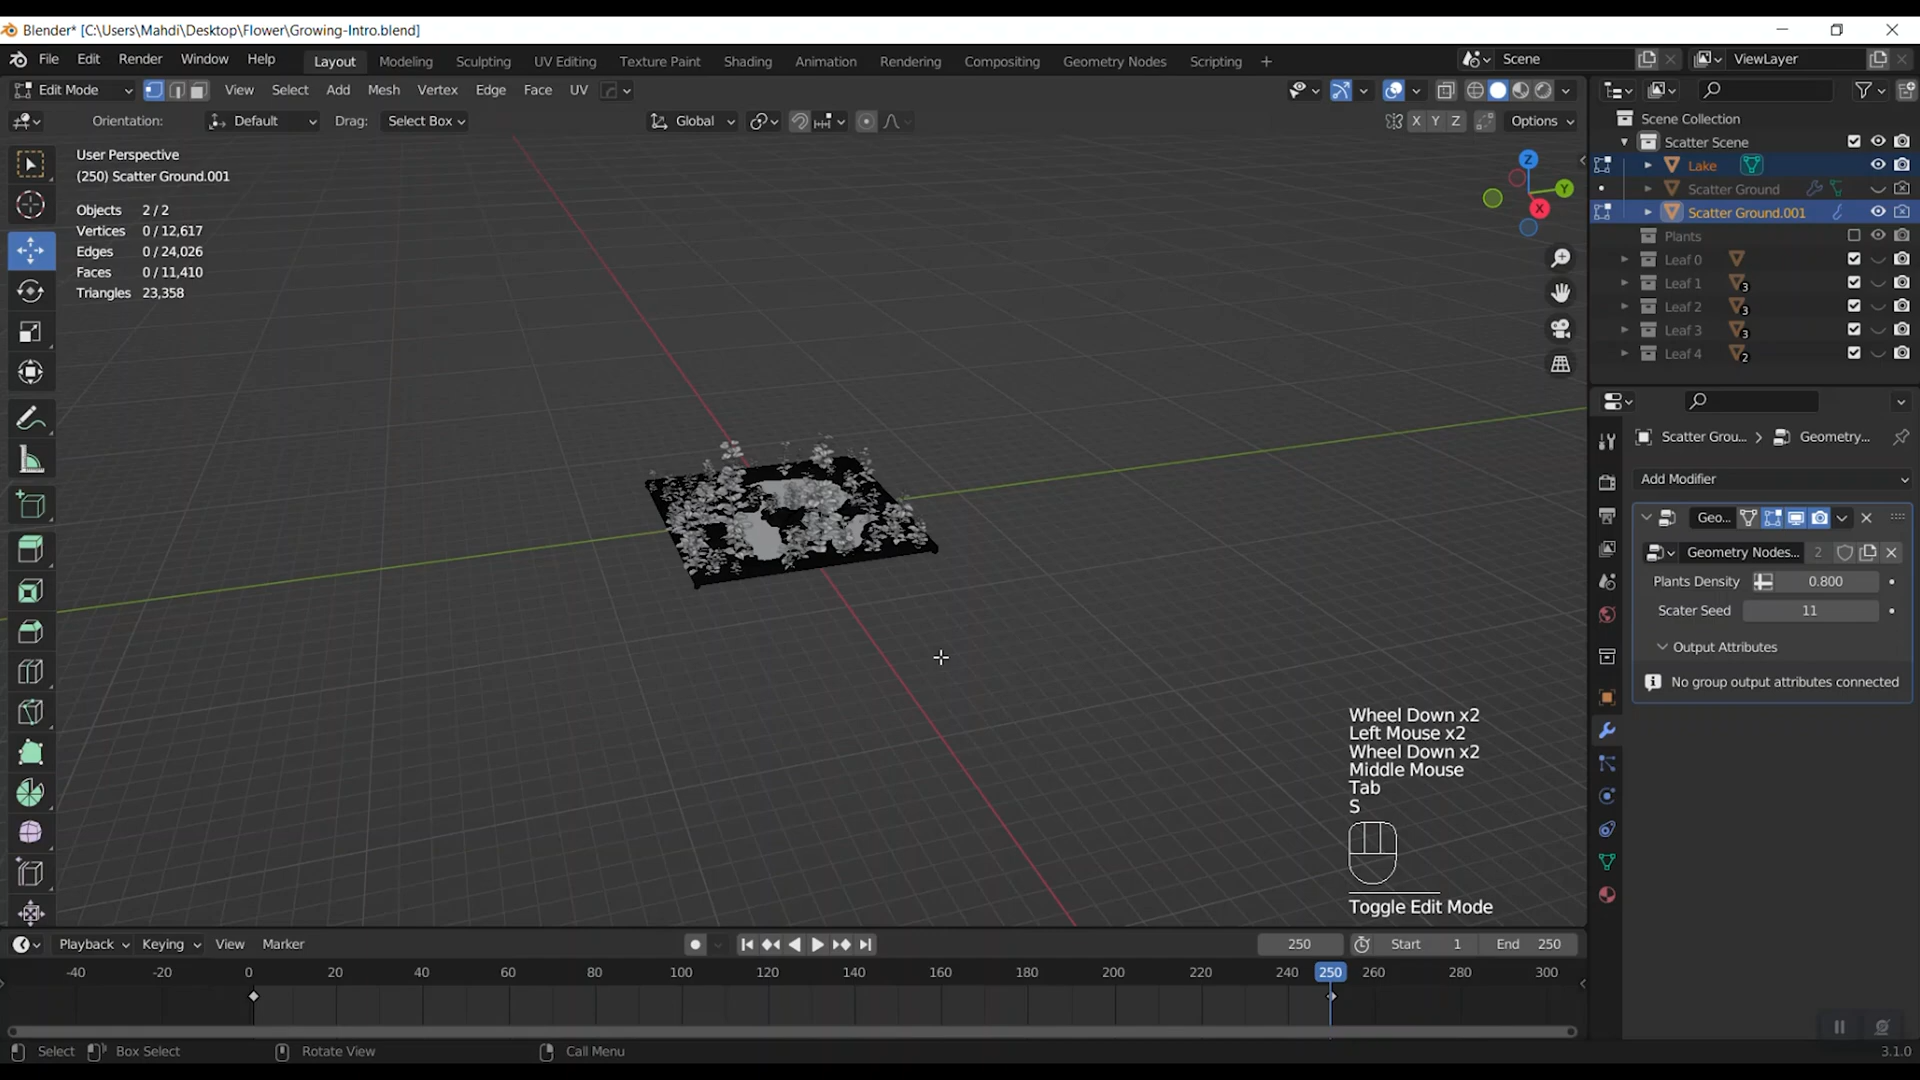 Blender* [C:\Users\Mahdi\Desktop\Flower\Growing-Intro.blend]
File Edit Render Window Help Layout Modeling Sculpting UV Editing Texture Paint Shading Animation Rendering Compositing Geometry Nodes Scripting + Scene ViewLayer
Edit Mode View Select Add Mesh Vertex Edge Face UV
Orientation: Default Drag: Select Box Global X Y Z Options
User Perspective
(250) Scatter Ground.001
Objects 2 / 2
Vertices 0 / 12,617
Edges 0 / 24,026
Faces 0 / 11,410
Triangles 23,358
Z
Y
X
Scene Collection
Scatter Scene
Lake
Scatter Ground
Scatter Ground.001
Plants
Leaf 0
Leaf 1 3
Leaf 2 3
Leaf 3 3
Leaf 4 2
Scatter Grou... Geometry...
Add Modifier
Geo...
Geometry Nodes... 2
Plants Density 0.800
Scater Seed 11
Output Attributes
No group output attributes connected
Wheel Down x2
Left Mouse x2
Wheel Down x2
Middle Mouse
Tab
S
Toggle Edit Mode
Playback Keying View Marker 250 Start 1 End 250
-40 -20 0 20 40 60 80 100 120 140 160 180 200 220 240 250 260 280 300
Select Box Select Rotate View Call Menu 3.1.0